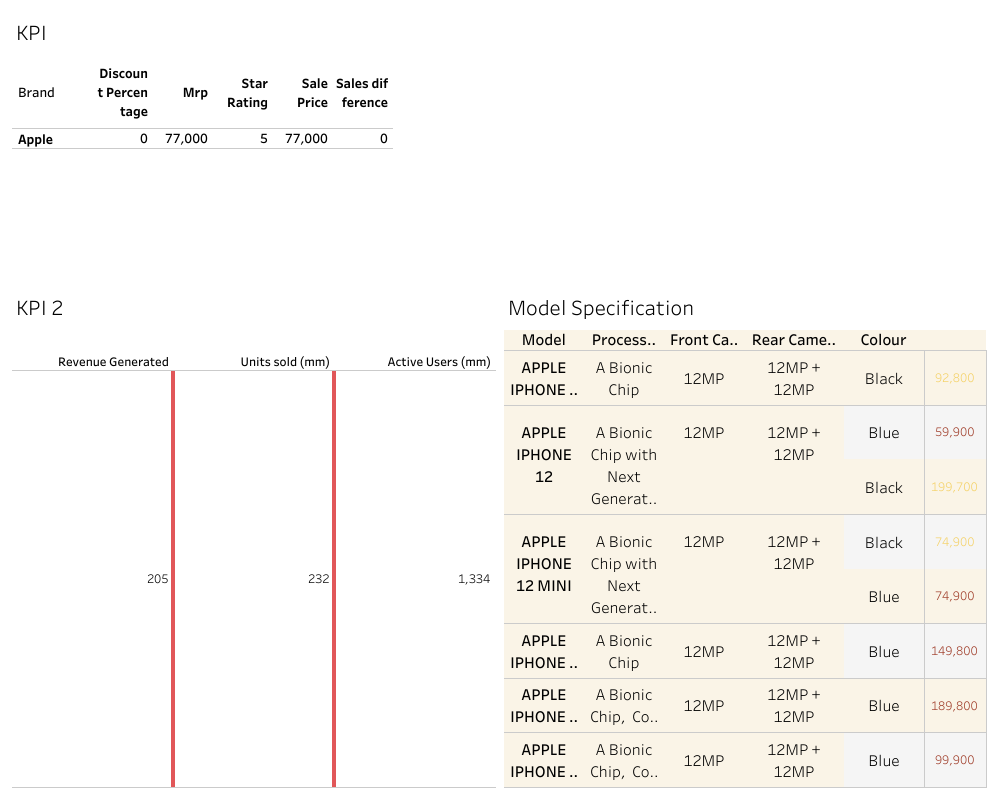 KPI
Brand Discoun t Percen tage Mrp Star Rating Sale Price Sales dif ference
Apple 0 77,000 5 77,000 0
KPI 2
Revenue Generated Units sold (mm) Active Users (mm)
205 232 1,334
Model Specification
Model Process.. Front Ca.. Rear Came.. Colour
APPLE IPHONE .. A Bionic Chip 12MP 12MP + 12MP Black 92,800
APPLE IPHONE 12 A Bionic Chip with Next Generat.. 12MP 12MP + 12MP Blue 59,900
Black 199,700
APPLE IPHONE 12 MINI A Bionic Chip with Next Generat.. 12MP 12MP + 12MP Black 74,900
Blue 74,900
APPLE IPHONE .. A Bionic Chip 12MP 12MP + 12MP Blue 149,800
APPLE IPHONE .. A Bionic Chip, Co.. 12MP 12MP + 12MP Blue 189,800
APPLE IPHONE .. A Bionic Chip, Co.. 12MP 12MP + 12MP Blue 99,900